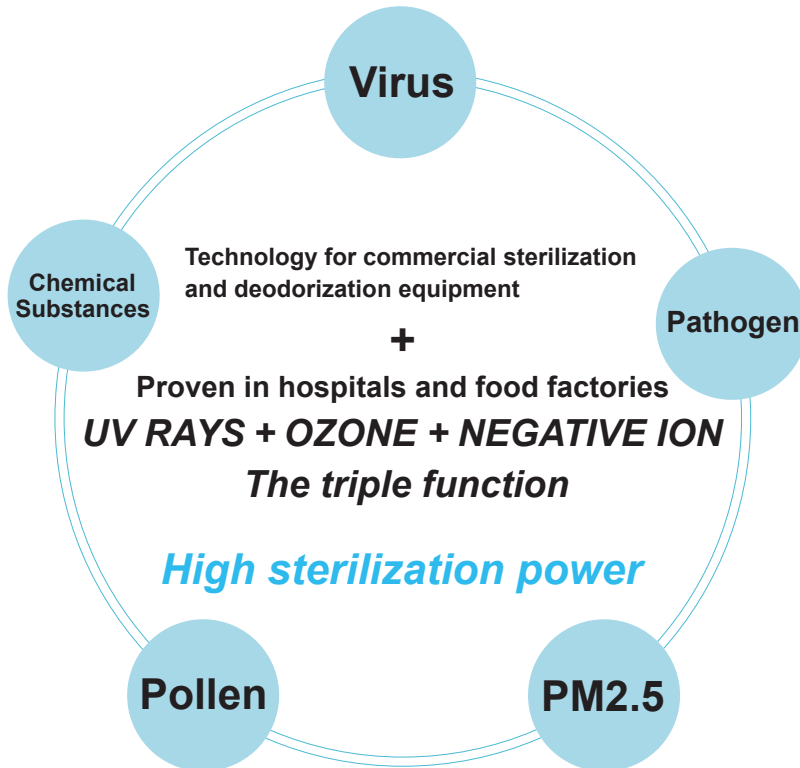 Virus
Chemical
Substances
Technology for commercial sterilization
and deodorization equipment
Pathogen
+
Proven in hospitals and food factories
UV RAYS + OZONE + NEGATIVE ION
The triple function
High sterilization power
Pollen
PM2.5